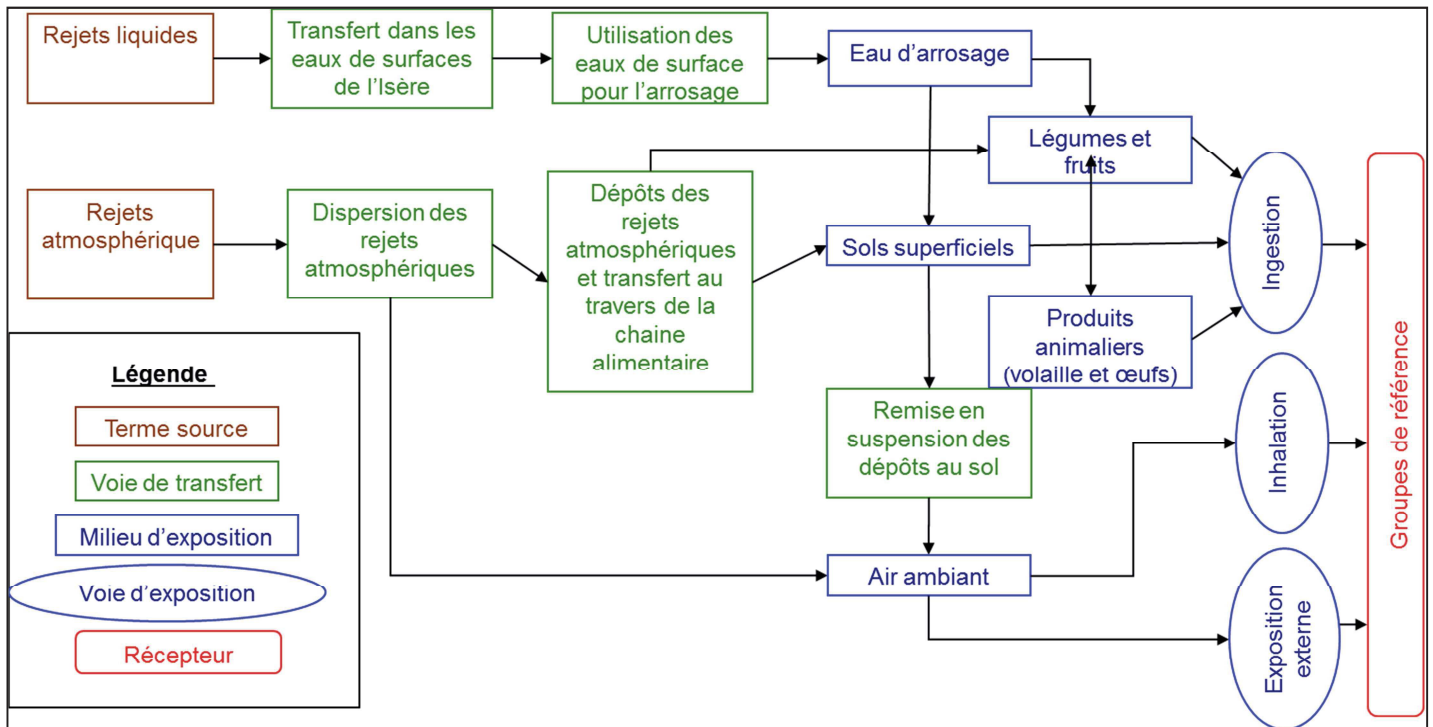 Rejets liquides
Transfert dans les
eaux de surfaces
de l'Isère
Utilisation des
eaux de surface
pour l'arrosage
Eau d'arrosage
Légumes et
fruits
Rejets
atmosphérique
Dispersion des
rejets
atmosphériques
Dépôts des
rejets
atmosphériques
et transfert au
travers de la
chaine
alimentaire
Sols superficiels
Produits
animaliers
(volaille et œufs)
Ingestion
Remise en
suspension des
dépôts au sol
Inhalation
Air ambiant
Exposition
externe
Groupes de référence
Légende
Terme source
Voie de transfert
Milieu d'exposition
Voie d'exposition
Récepteur